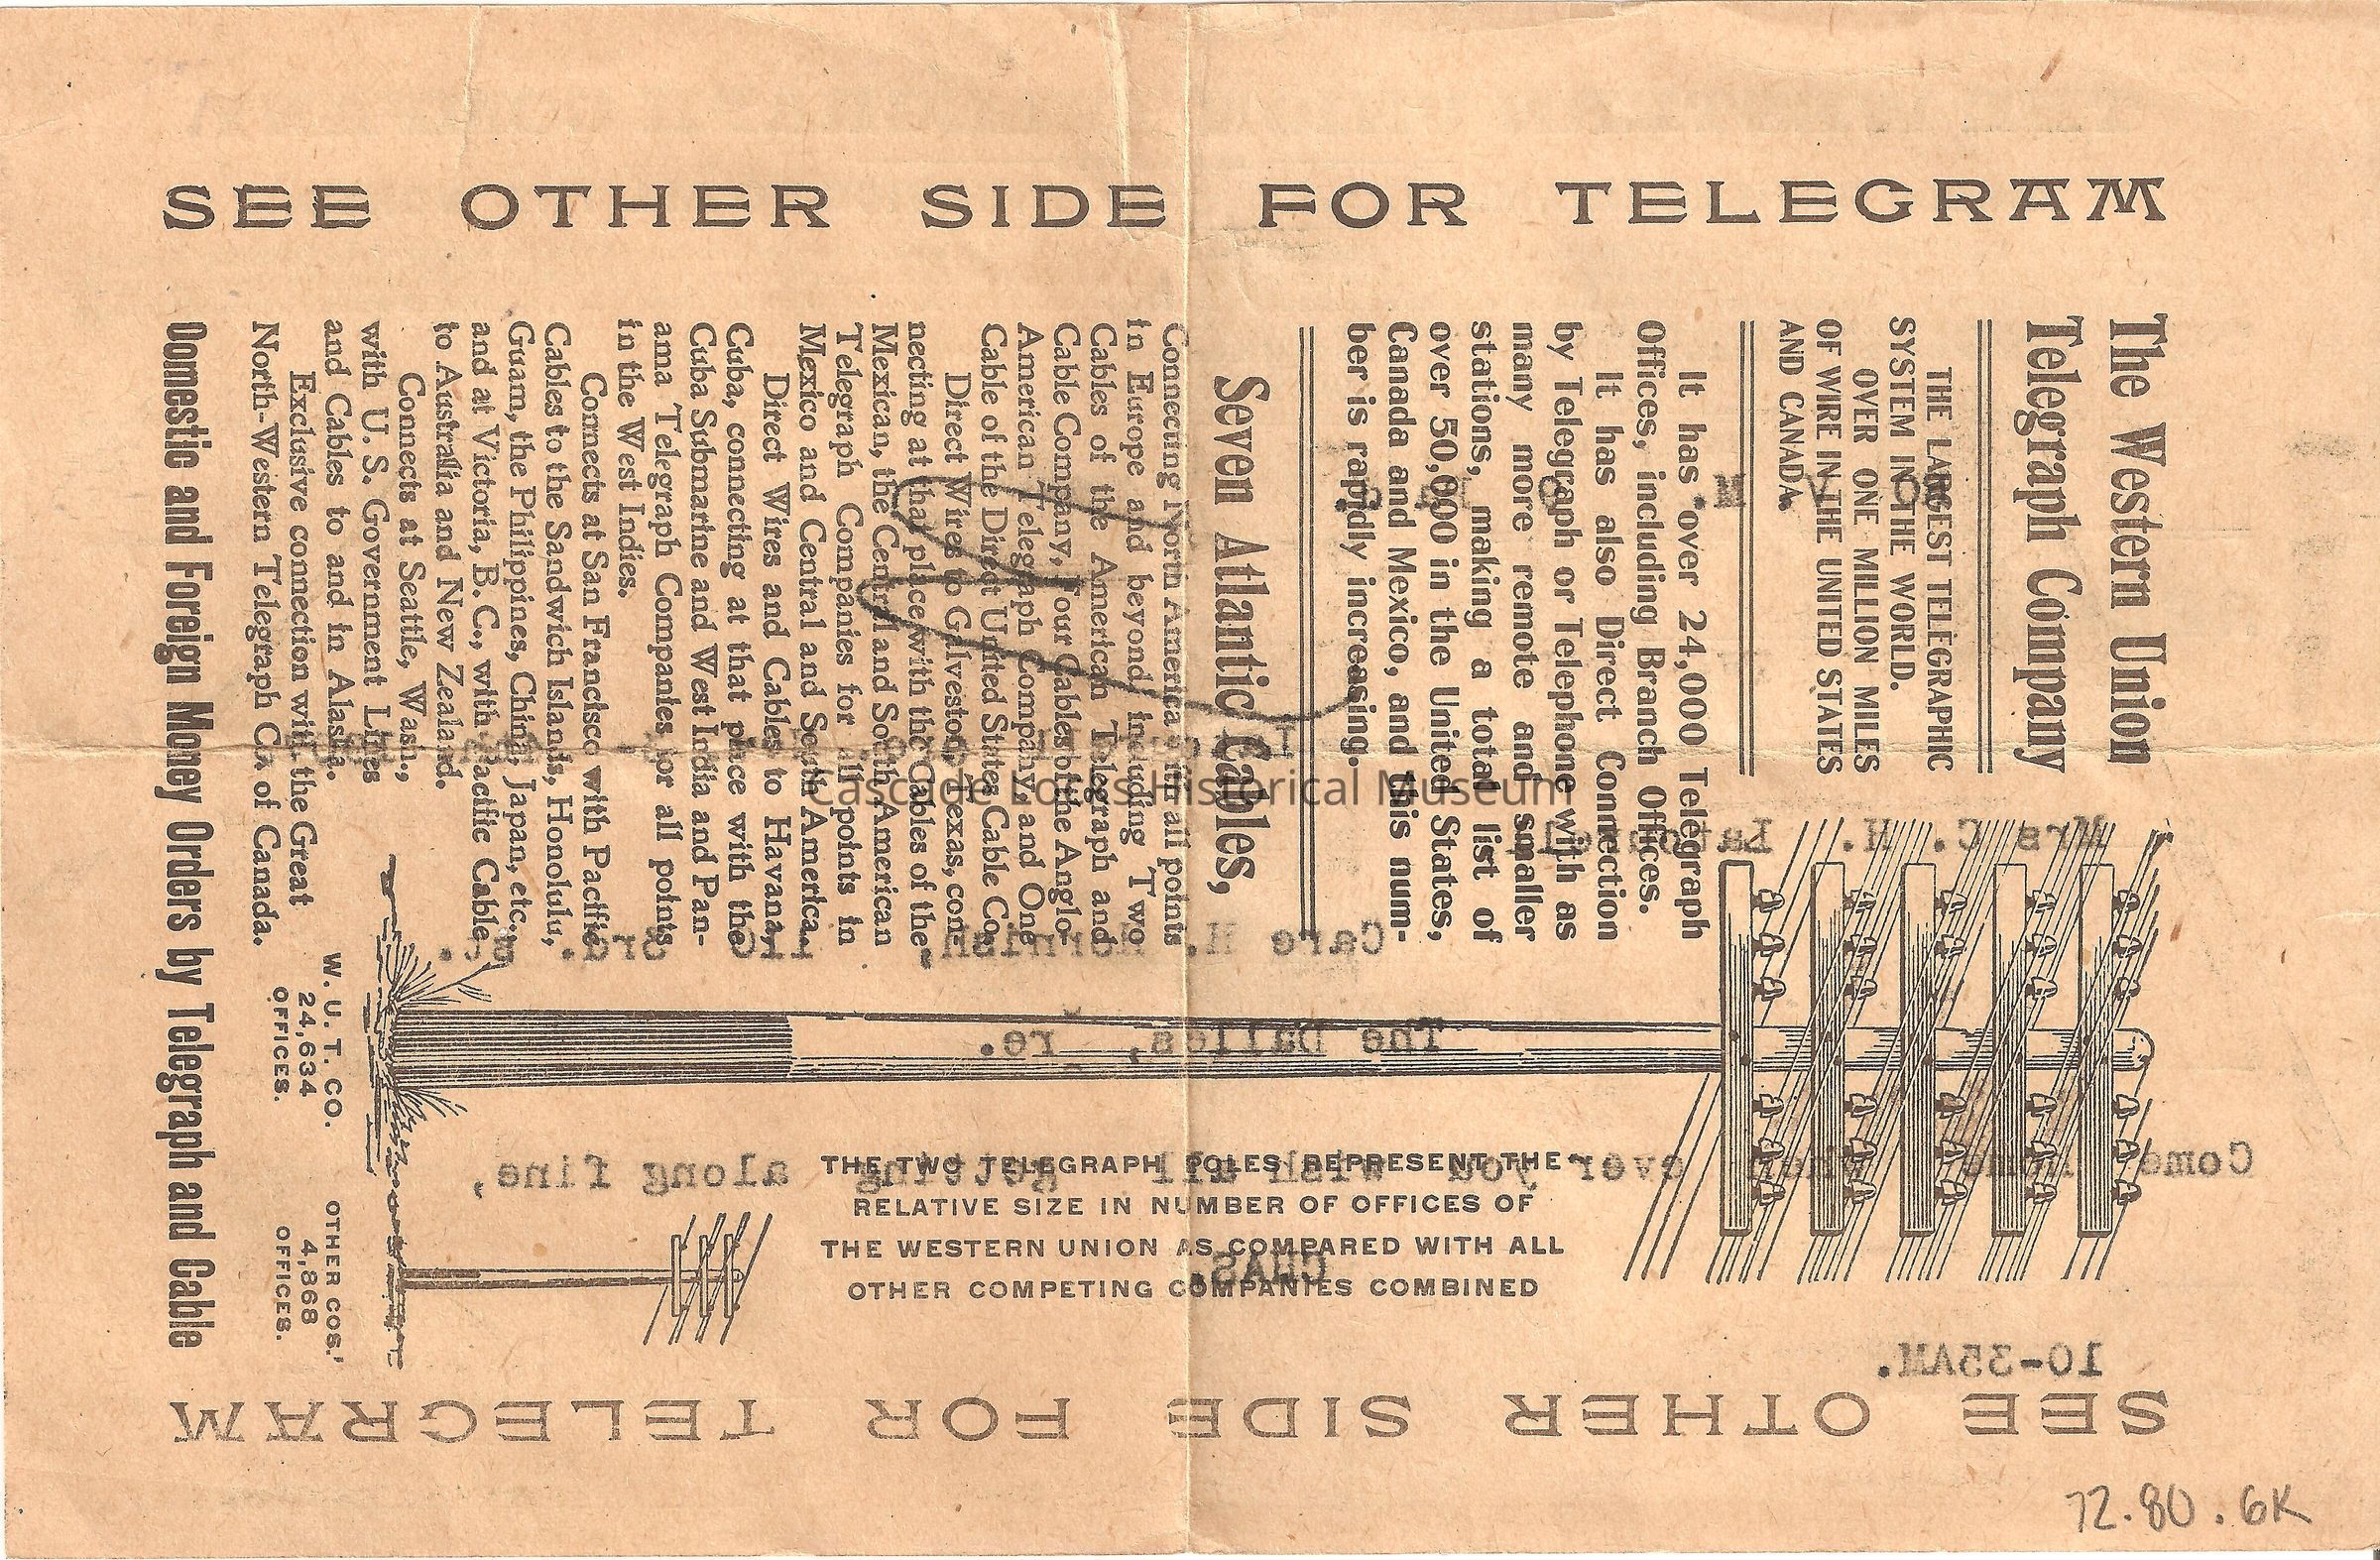 SEE OTHER SIDE FOR TELEGRAM
The Western Union
Telegraph Company
THE LARGEST TELEGRAPHIC
SYSTEM IN THE WORLD.
OVER ONE MILLION MILES
OF WIRE IN THE UNITED STATES
AND CANADA.
It has over 24,000 Telegraph
Offices, including Branch Offices.
It has also Direct Connection
by Telegraph or Telephone with as
many more remote and smaller
stations, making a total list of
over 50,000 in the United States,
Canada and Mexico, and this num-
ber is rapidly increasing.
Seven Atlantic Cables,
Connecting North America with all points
in Europe and beyond, including Two
Cables of the American Telegraph and
Cable Company, Four Cables of the Anglo-
American Telegraph Company, and One
Cable of the Direct United States Cable Co.
Direct Wires to Galveston, Texas, con-
necting at that place with the Cables of the
Mexican, the Central and South American
Telegraph Companies for all points in
Mexico and Central and South America.
Direct Wires and Cables to Havana,
Cuba, connecting at that place with the
Cuba Submarine and West India and Pan-
ama Telegraph Companies for all points
in the West Indies.
Connects at San Francisco with Pacific
Cables to the Sandwich Islands, Honolulu,
Guam, the Philippines, China, Japan, etc.,
and at Victoria, B. C., with Pacific Cable
to Australia and New Zealand.
Connects at Seattle, Wash.,
with U. S. Government Lines
and Cables to and in Alaska.
Exclusive connection with the Great
North-Western Telegraph Co. of Canada.
Domestic and Foreign Money Orders by Telegraph and Cable
W. U. T. CO.
24,634
OFFICES.
OTHER COS.'
4,868
OFFICES.
THE TWO TELEGRAPH POLES REPRESENT THE
RELATIVE SIZE IN NUMBER OF OFFICES OF
THE WESTERN UNION AS COMPARED WITH ALL
OTHER COMPETING COMPANIES COMBINED
SEE OTHER SIDE FOR TELEGRAM
Mrs C. H.
Care H.
The Dalles,
Come over you getting along fine,
CHAS.
10-35AM.
72.80.6K
Cascade Locks Historical Museum